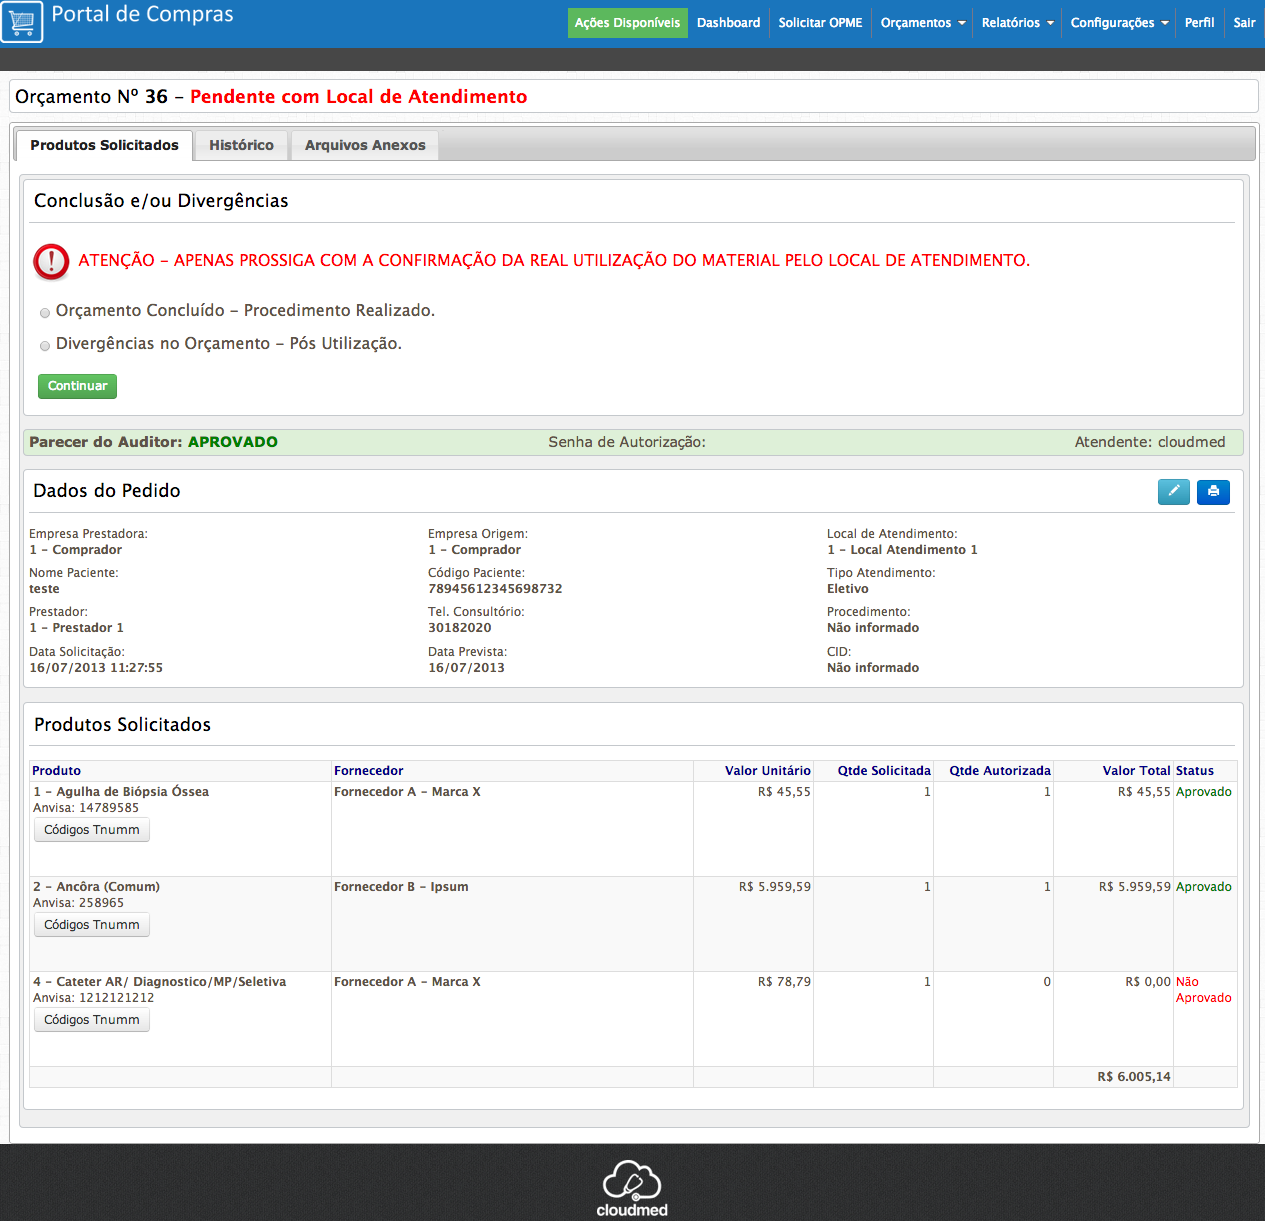 Portal de Compras
Ações Disponíveis Dashboard Solicitar OPME Orçamentos Relatórios Configurações Perfil Sair
Orçamento Nº 36 – Pendente com Local de Atendimento
Produtos Solicitados Histórico Arquivos Anexos
Conclusão e/ou Divergências
ATENÇÃO – APENAS PROSSIGA COM A CONFIRMAÇÃO DA REAL UTILIZAÇÃO DO MATERIAL PELO LOCAL DE ATENDIMENTO.
Orçamento Concluído – Procedimento Realizado.
Divergências no Orçamento – Pós Utilização.
Continuar
Parecer do Auditor: APROVADO Senha de Autorização: Atendente: cloudmed
Dados do Pedido
Empresa Prestadora: Empresa Origem: Local de Atendimento:
1 – Comprador 1 – Comprador 1 – Local Atendimento 1
Nome Paciente: Código Paciente: Tipo Atendimento:
teste 78945612345698732 Eletivo
Prestador: Tel. Consultório: Procedimento:
1 – Prestador 1 30182020 Não informado
Data Solicitação: Data Prevista: CID:
16/07/2013 11:27:55 16/07/2013 Não informado
Produtos Solicitados
Produto Fornecedor Valor Unitário Qtde Solicitada Qtde Autorizada Valor Total Status
1 – Agulha de Biópsia Óssea Fornecedor A – Marca X R$ 45,55 1 1 R$ 45,55 Aprovado
Anvisa: 14789585
Códigos Tnumm
2 – Ancôra (Comum) Fornecedor B – Ipsum R$ 5.959,59 1 1 R$ 5.959,59 Aprovado
Anvisa: 258965
Códigos Tnumm
4 – Cateter AR/ Diagnostico/MP/Seletiva Fornecedor A – Marca X R$ 78,79 1 0 R$ 0,00 Não
Anvisa: 1212121212 Aprovado
Códigos Tnumm
R$ 6.005,14
cloudmed